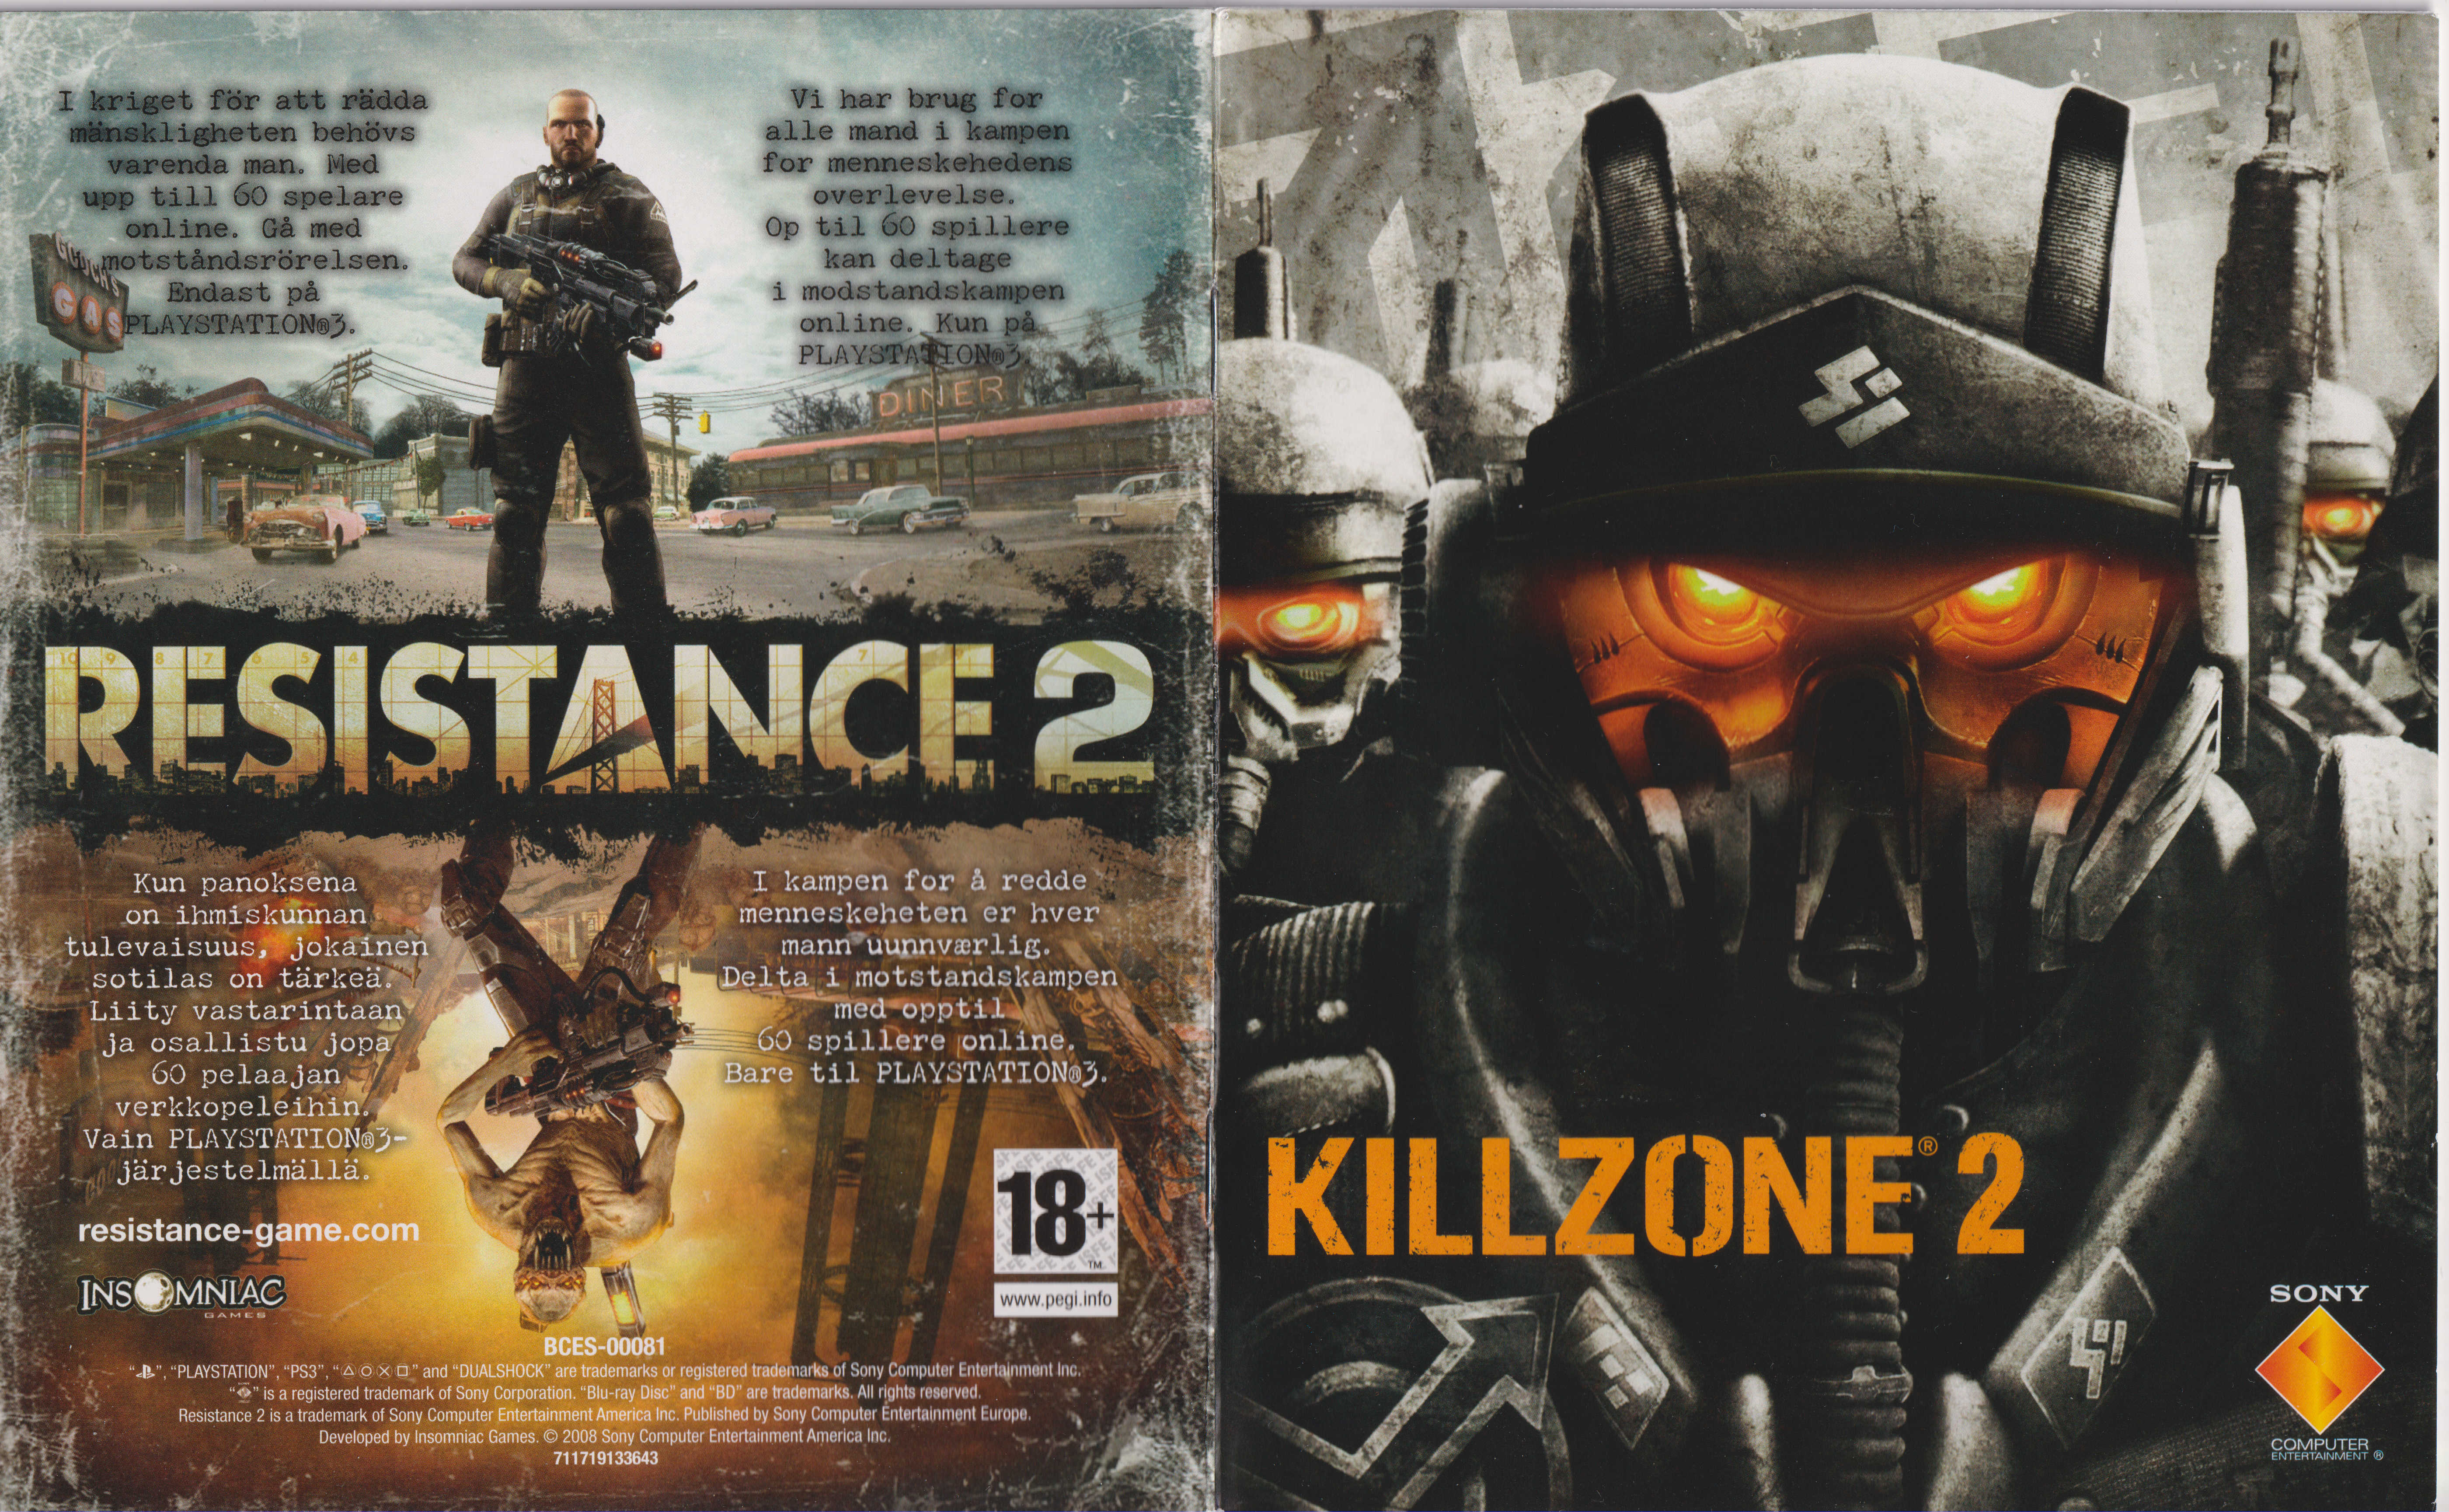 I kriget för att rädda
mänskligheten behövs
varenda man. Med
upp till 60 spelare
online. Gå med
motståndsrörelsen.
Endast på
PLAYSTATION®3.
Vi har brug for
alle mand i kampen
for menneskehedens
overlevelse.
Op til 60 spillere
kan deltage
i modstandskampen
online. Kun på
PLAYSTATION®3.
GAS
DINER
RESISTANCE 2
Kun panoksena
on ihmiskunnan
tulevaisuus, jokainen
sotilas on tärkeä.
Liity vastarintaan
ja osallistu jopa
60 pelaajan
verkkopeleihin.
Vain PLAYSTATION®3-
järjestelmällä.
I kampen for å redde
menneskeheten er hver
mann uunnværlig.
Delta i motstandskampen
med opptil
60 spillere online.
Bare til PLAYSTATION®3.
resistance-game.com
INSOMNIAC
GAMES
18+
TM
www.pegi.info
BCES-00081
“ ”, “PLAYSTATION”, “PS3”, “△○✕□” and “DUALSHOCK” are trademarks or registered trademarks of Sony Computer Entertainment Inc.
“ ” is a registered trademark of Sony Corporation. “Blu-ray Disc” and “BD” are trademarks. All rights reserved.
Resistance 2 is a trademark of Sony Computer Entertainment America Inc. Published by Sony Computer Entertainment Europe.
Developed by Insomniac Games. © 2008 Sony Computer Entertainment America Inc.
711719133643
KILLZONE® 2
SONY
COMPUTER
ENTERTAINMENT ®